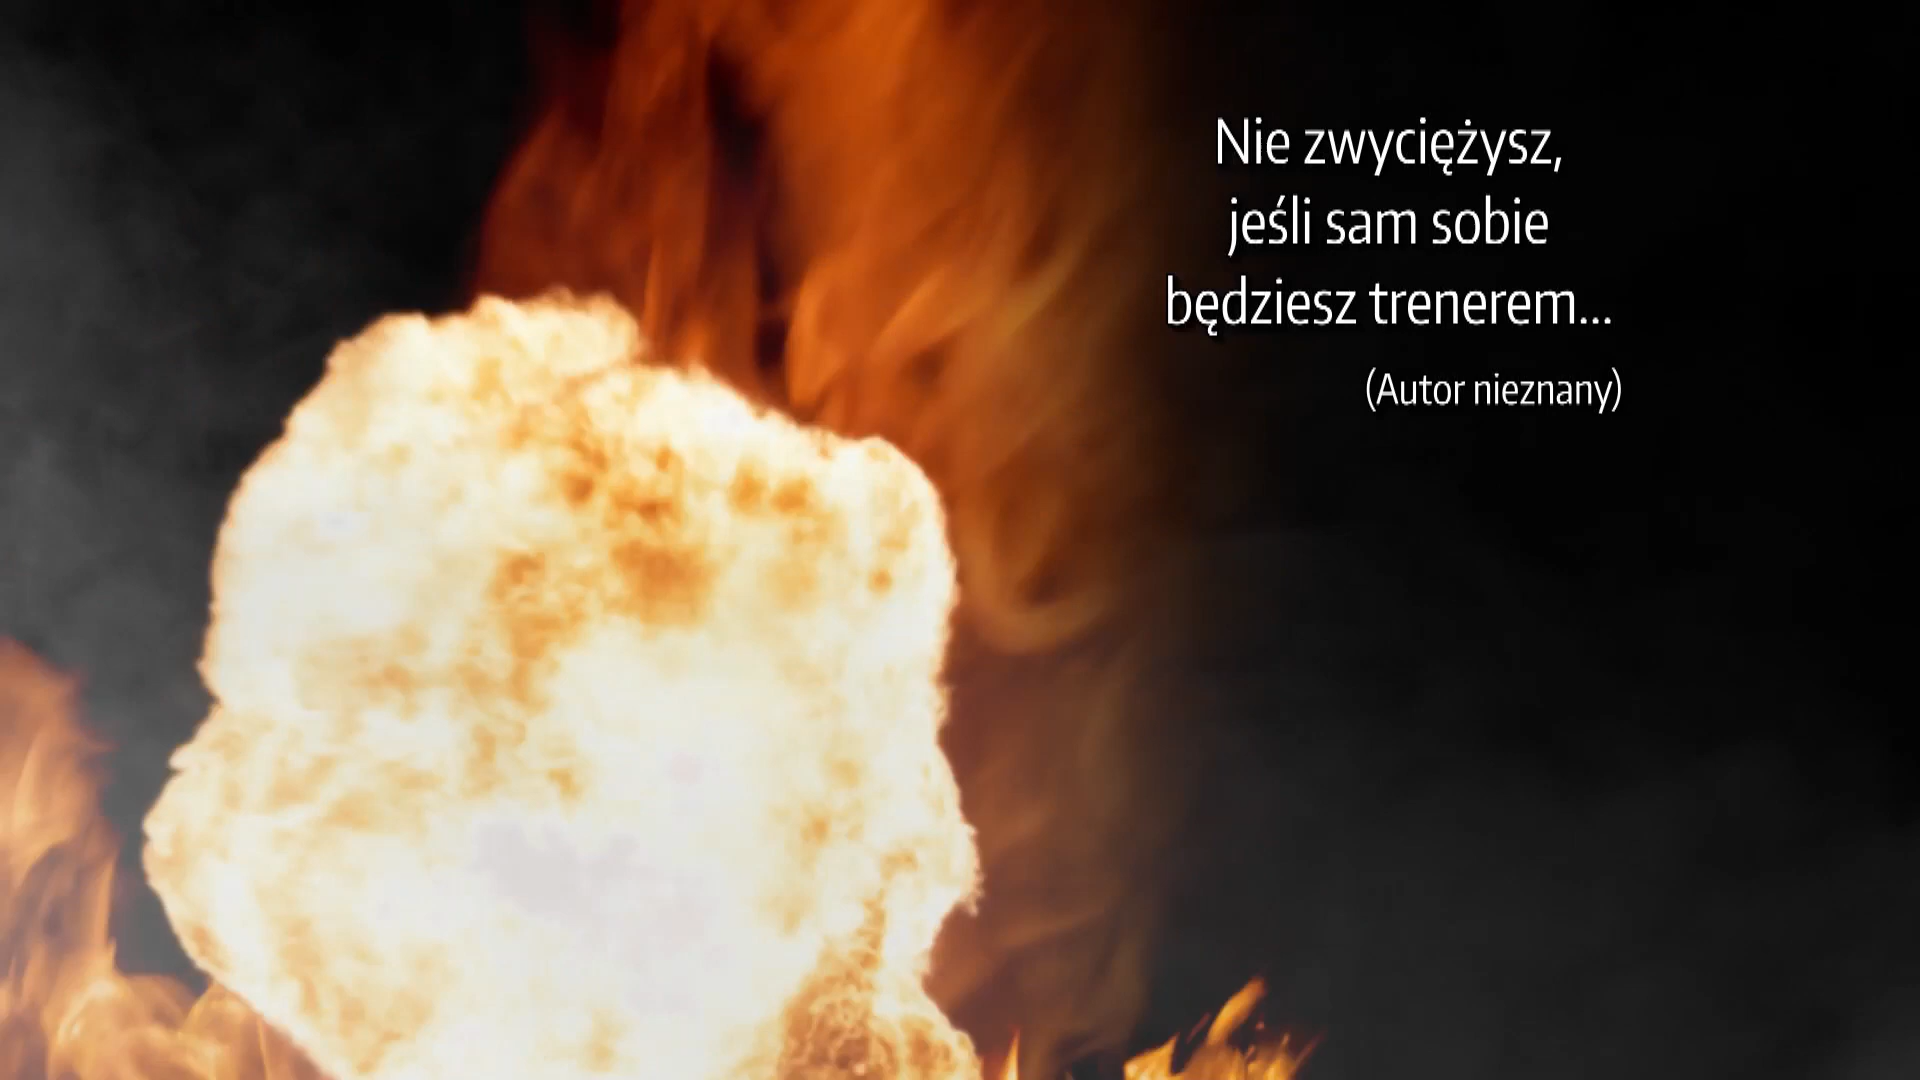 Nie zwyciężysz,
jeśli sam sobie
będziesz trenerem...
(Autor nieznany)